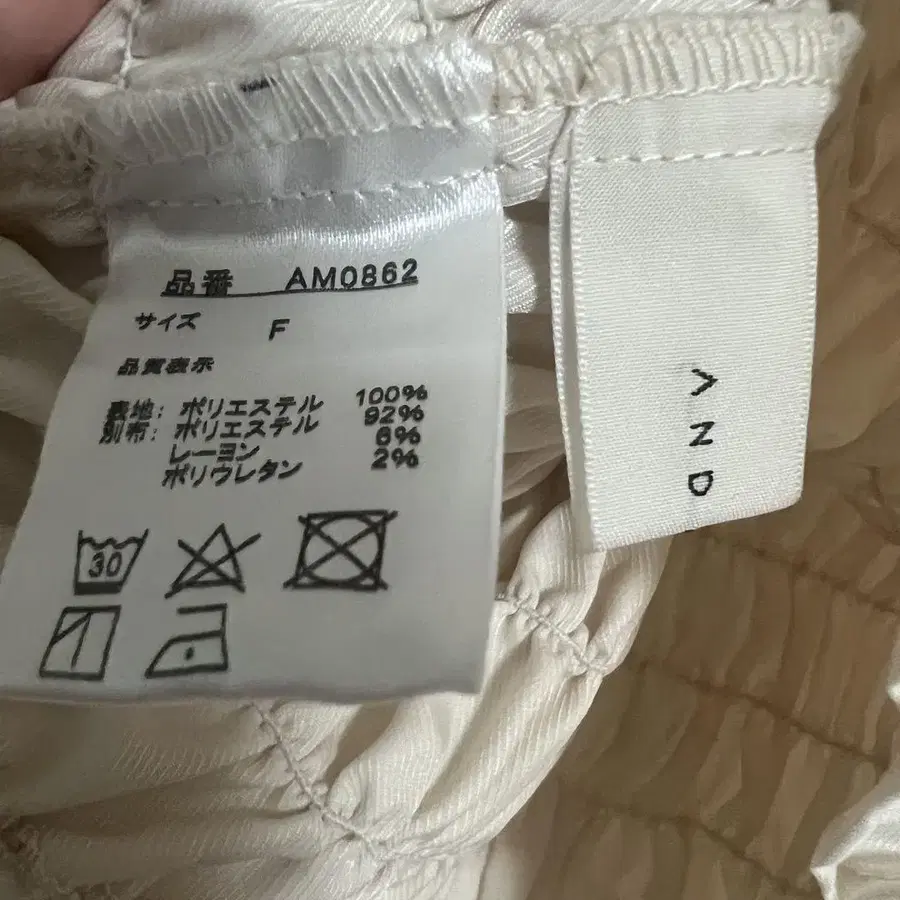 品番 AM0862
サイズ F
品質表示
表地: ポリエステル 100%
別布: ポリエステル 92%
レーヨン 6%
ポリウレタン 2%
30
AND